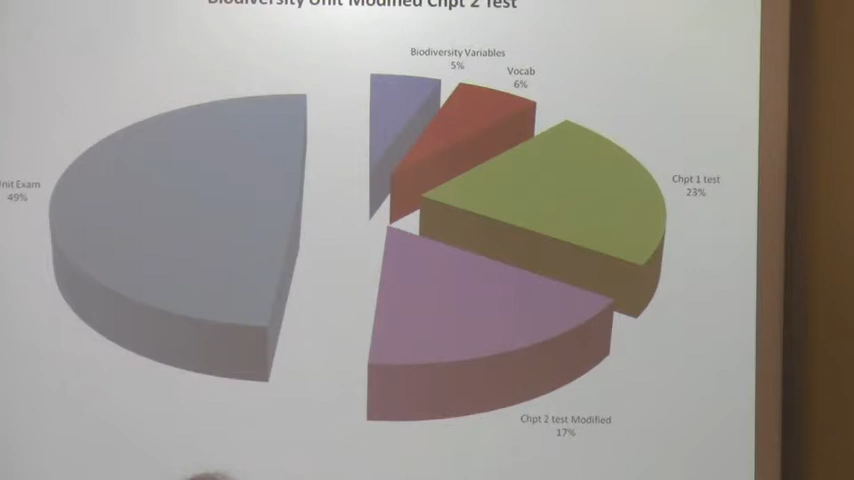 Biodiversity Unit Modified Chpt 2 Test
Biodiversity Variables
5%
Vocab
6%
Chpt 1 test
23%
Unit Exam
49%
Chpt 2 test Modified
17%